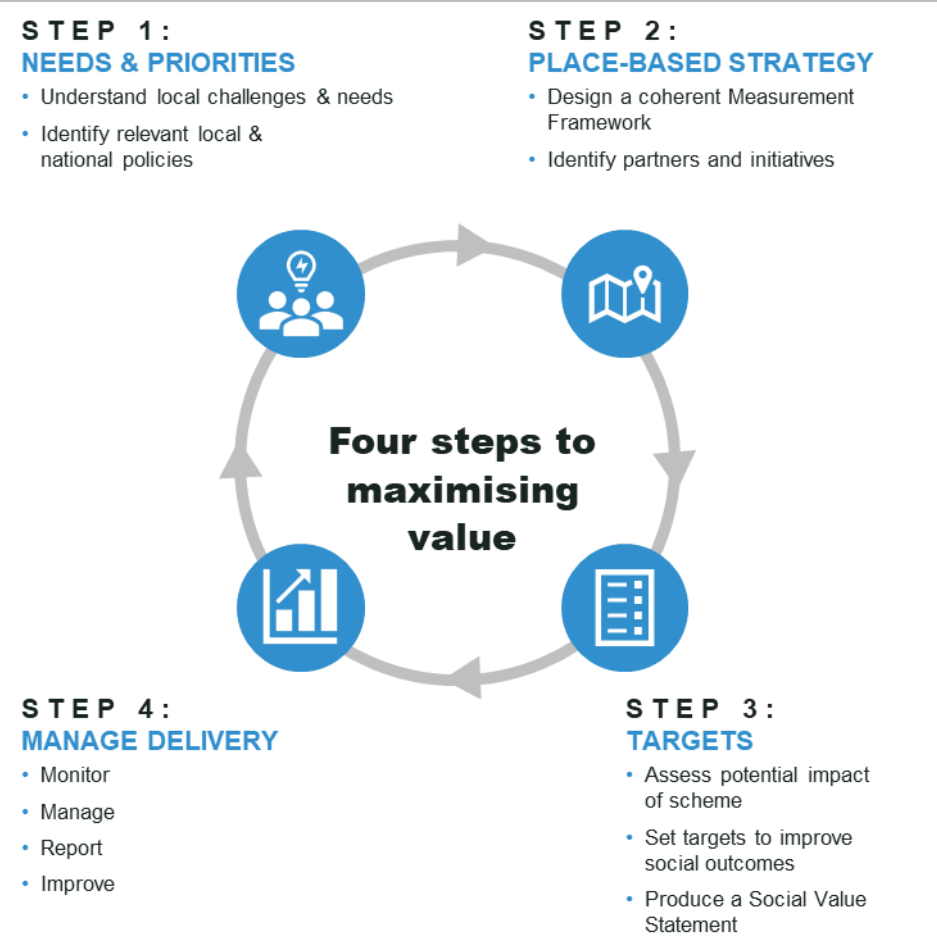 STEP 1:
NEEDS & PRIORITIES
• Understand local challenges & needs
• Identify relevant local &
national policies
STEP 2:
PLACE-BASED STRATEGY
• Design a coherent Measurement
Framework
• Identify partners and initiatives
Four steps to
maximising
value
STEP 3:
TARGETS
• Assess potential impact
of scheme
• Set targets to improve
social outcomes
• Produce a Social Value
Statement
STEP 4:
MANAGE DELIVERY
• Monitor
• Manage
• Report
• Improve